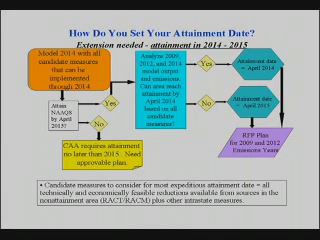 How Do You Set Your Attainment Date?
Extension needed - attainment in 2014 - 2015
Model 2014 with all
candidate measures
that can be
implemented
through 2014.
Attain
NAAQS
by April
2015?
Yes
No
CAA requires attainment
no later than 2015. Need
approvable plan.
Analyze 2009,
2012, and 2014
model output and
emissions. Can
area reach
attainment by
April 2014
based on all
candidate
measures?
Yes
No
Attainment date
= April 2014
Attainment date
= April 2015
RFP Plan
for 2009 and 2012
Emissions Years
• Candidate measures to consider for most expeditious attainment date = all
technically and economically feasible reductions available from sources in the
nonattainment area (RACT/RACM) plus other intrastate measures.